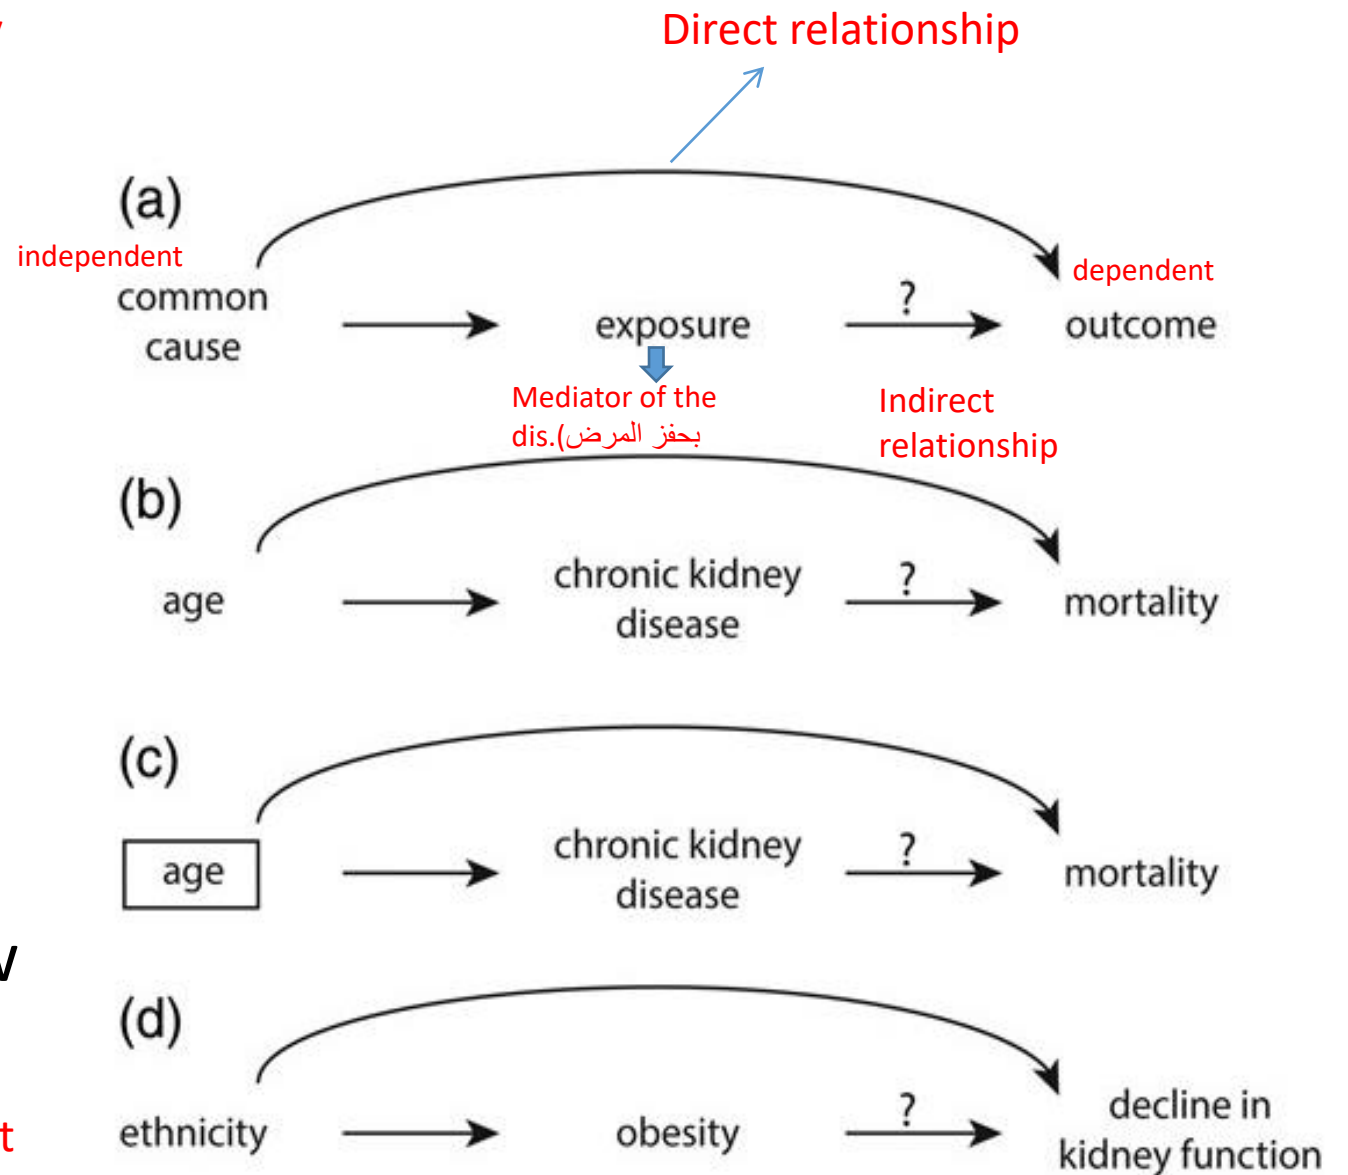 Direct relationship
(a)
independent
common
cause
exposure
?
dependent
outcome
Mediator of the
dis.(بحفز المرض
Indirect
relationship
(b)
age
chronic kidney
disease
?
mortality
(c)
age
chronic kidney
disease
?
mortality
(d)
ethnicity
obesity
?
decline in
kidney function
t